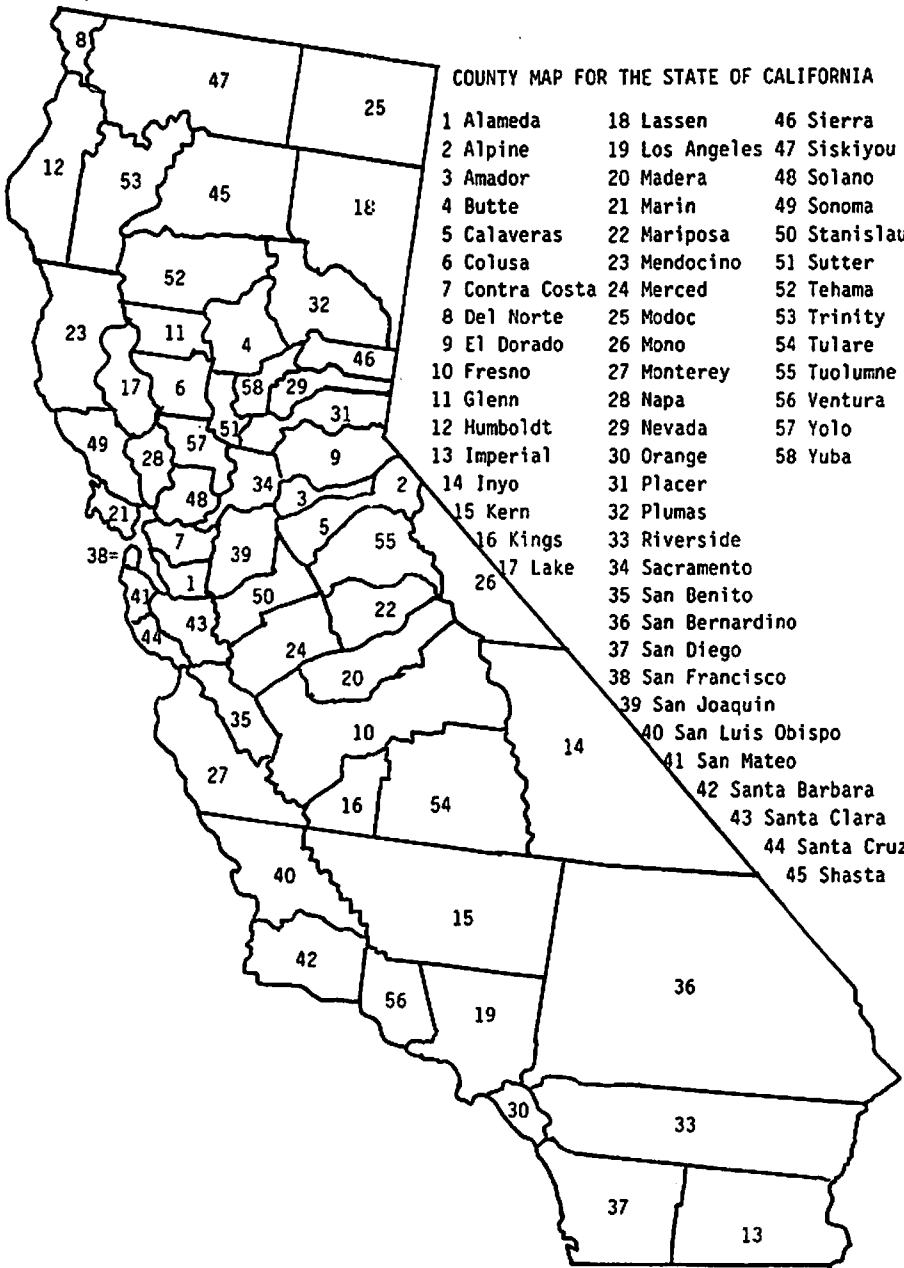 COUNTY MAP FOR THE STATE OF CALIFORNIA
1 Alameda
2 Alpine
3 Amador
4 Butte
5 Calaveras
6 Colusa
7 Contra Costa
8 Del Norte
9 El Dorado
10 Fresno
11 Glenn
12 Humboldt
13 Imperial
14 Inyo
15 Kern
16 Kings
17 Lake
18 Lassen
19 Los Angeles
20 Madera
21 Marin
22 Mariposa
23 Mendocino
24 Merced
25 Modoc
26 Mono
27 Monterey
28 Napa
29 Nevada
30 Orange
31 Placer
32 Plumas
33 Riverside
34 Sacramento
35 San Benito
36 San Bernardino
37 San Diego
38 San Francisco
39 San Joaquin
40 San Luis Obispo
41 San Mateo
42 Santa Barbara
43 Santa Clara
44 Santa Cruz
45 Shasta
46 Sierra
47 Siskiyou
48 Solano
49 Sonoma
50 Stanislau
51 Sutter
52 Tehama
53 Trinity
54 Tulare
55 Tuolumne
56 Ventura
57 Yolo
58 Yuba
8
47
25
12
53
45
18
52
32
23
11
4
46
17
6
58
29
31
51
49
28
57
9
48
34
2
21
3
7
5
38=
39
55
1
26
41
50
43
22
44
24
20
35
10
14
27
16
54
40
15
42
36
56
19
30
33
37
13